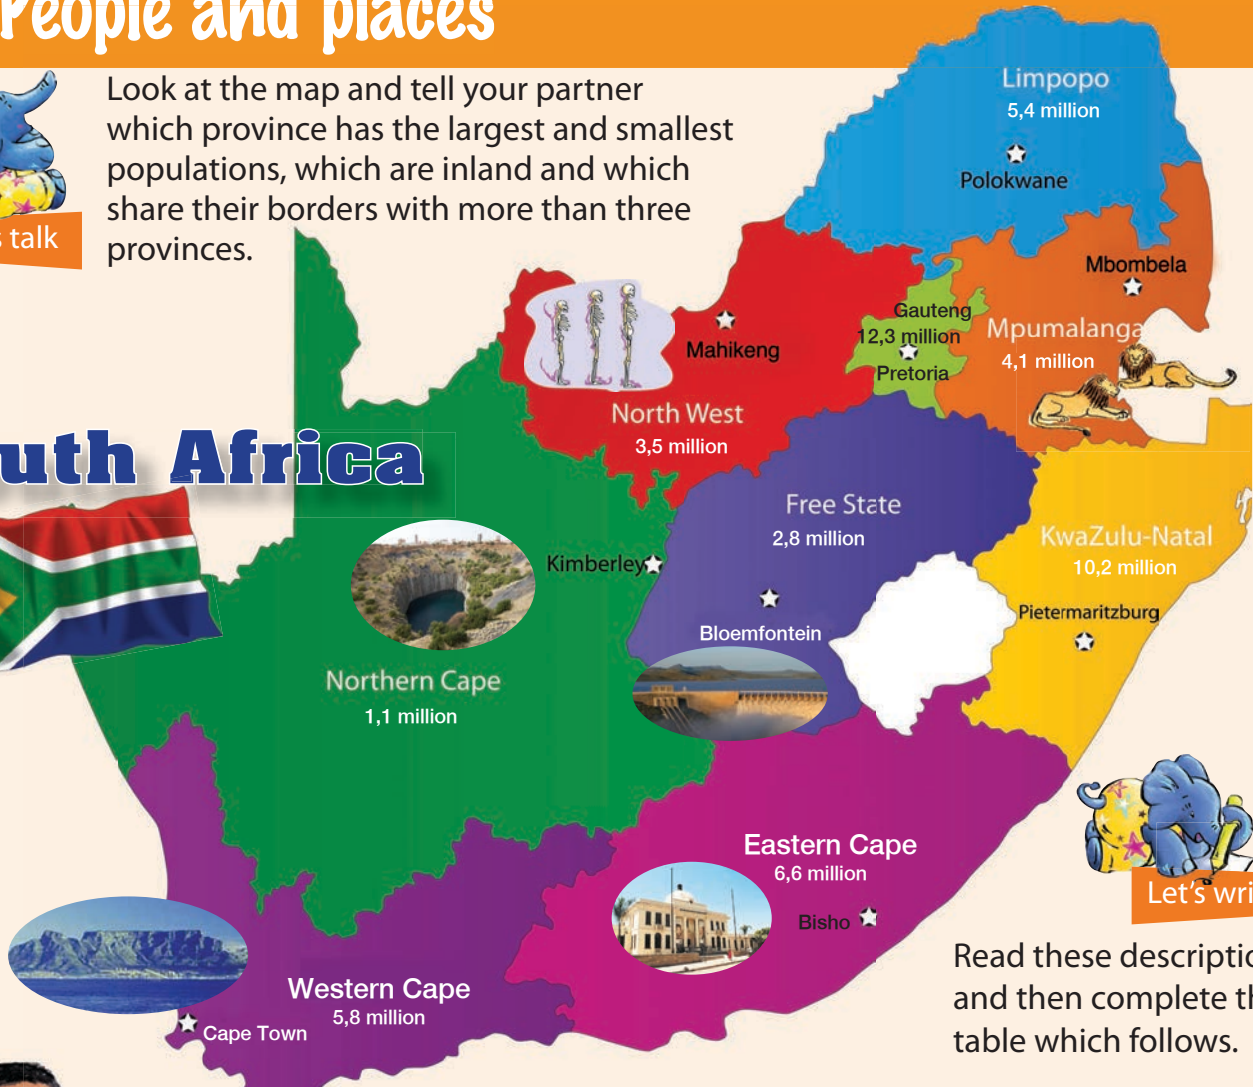 People and places
Look at the map and tell your partner
which province has the largest and smallest
populations, which are inland and which
share their borders with more than three
provinces.
s talk
Limpopo
5,4 million
Polokwane
Mbombela
Mpumalanga
4,1 million
Gauteng
12,3 million
Pretoria
Mahikeng
North West
3,5 million
uth Africa
Free State
2,8 million
Bloemfontein
KwaZulu-Natal
10,2 million
Pietermaritzburg
Kimberley
Northern Cape
1,1 million
Eastern Cape
6,6 million
Bisho
Western Cape
5,8 million
Cape Town
Let's wri
Read these descriptio
and then complete th
table which follows.